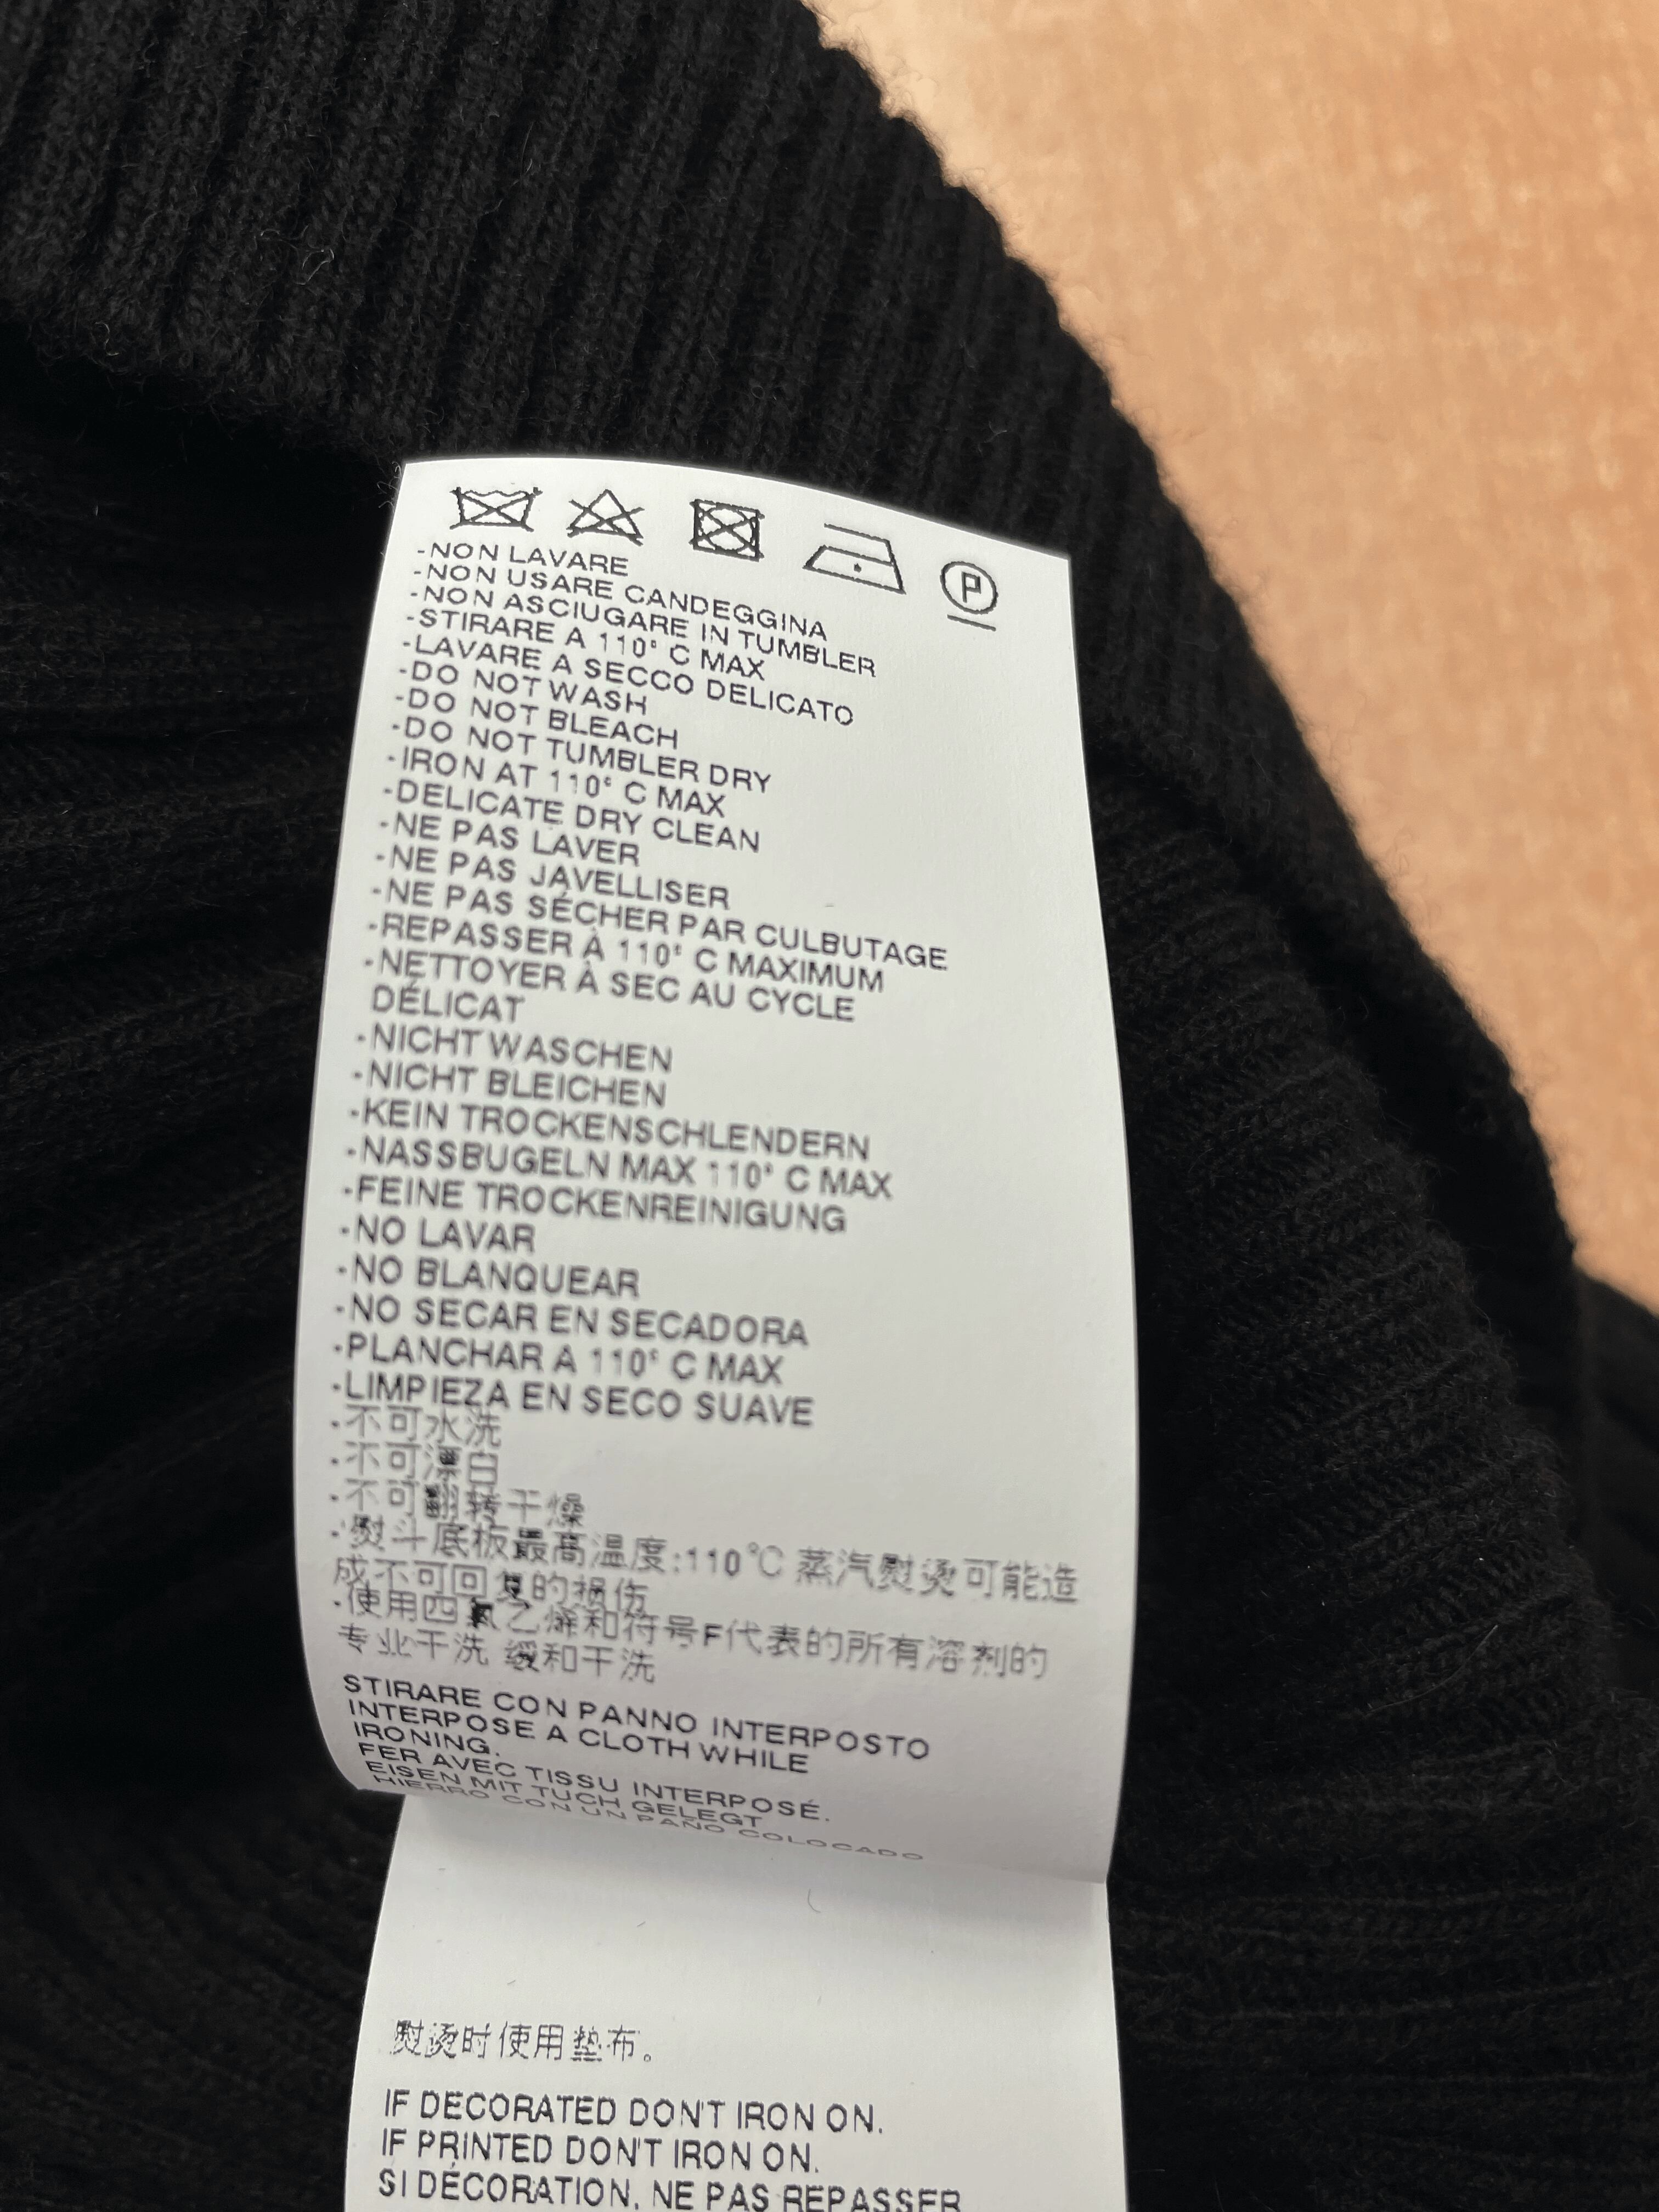 P
-NON LAVARE
-NON USARE CANDEGGINA
-NON ASCIUGARE IN TUMBLER
-STIRARE A 110° C MAX
-LAVARE A SECCO DELICATO
-DO NOT WASH
-DO NOT BLEACH
-DO NOT TUMBLER DRY
-IRON AT 110° C MAX
-DELICATE DRY CLEAN
-NE PAS LAVER
-NE PAS JAVELLISER
-NE PAS SÉCHER PAR CULBUTAGE
-REPASSER À 110° C MAXIMUM
-NETTOYER À SEC AU CYCLE
DÉLICAT
-NICHT WASCHEN
-NICHT BLEICHEN
-KEIN TROCKENSCHLENDERN
-NASSBUGELN MAX 110° C MAX
-FEINE TROCKENREINIGUNG
-NO LAVAR
-NO BLANQUEAR
-NO SECAR EN SECADORA
-PLANCHAR A 110° C MAX
-LIMPIEZA EN SECO SUAVE
-不可水洗
-不可漂白
-不可翻转干燥
-熨斗底板最高温度:110℃ 蒸汽熨烫可能造
成不可回复的损伤
-使用四氯乙烯和符号F代表的所有溶剂的
专业干洗 缓和干洗
STIRARE CON PANNO INTERPOSTO
INTERPOSE A CLOTH WHILE
IRONING.
FER AVEC TISSU INTERPOSÉ.
EISEN MIT TUCH GELEGT
HIERRO CON UN PAÑO COLOCADO
熨烫时使用垫布。
IF DECORATED DON'T IRON ON.
IF PRINTED DON'T IRON ON.
SI DÉCORATION, NE PAS REPASSER